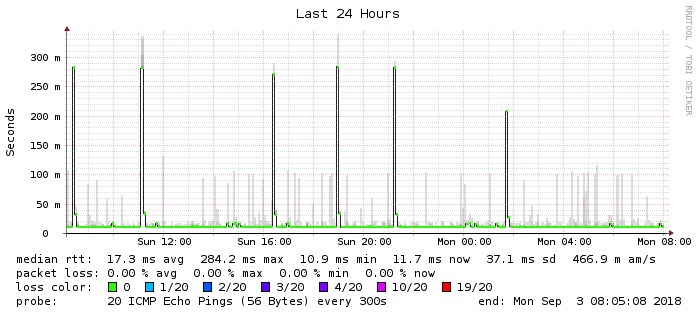 Last 24 Hours
RRDTOOL / TOBI OETIKER
Seconds
300 m
250 m
200 m
150 m
100 m
50 m
0
Sun 12:00 Sun 16:00 Sun 20:00 Mon 00:00 Mon 04:00 Mon 08:00
median rtt: 17.3 ms avg 284.2 ms max 10.9 ms min 11.7 ms now 37.1 ms sd 466.9 m am/s
packet loss: 0.00 % avg 0.00 % max 0.00 % min 0.00 % now
loss color: 0 1/20 2/20 3/20 4/20 10/20 19/20
probe: 20 ICMP Echo Pings (56 Bytes) every 300s end: Mon Sep 3 08:05:08 2018